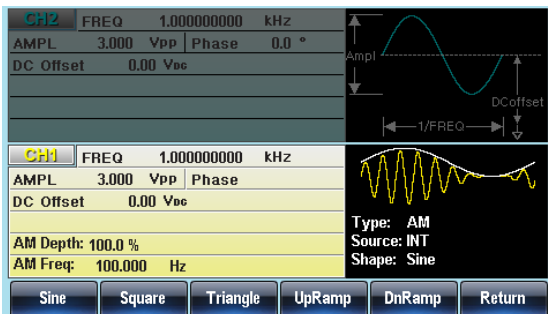 CH2 FREQ 1.000000000 kHz
AMPL 3.000 Vpp Phase 0.0 °
DC Offset 0.00 VDC
Ampl
DCoffset
1/FREQ
CH1 FREQ 1.000000000 kHz
AMPL 3.000 Vpp Phase
DC Offset 0.00 VDC
AM Depth: 100.0 %
AM Freq: 100.000 Hz
Type: AM
Source: INT
Shape: Sine
Sine Square Triangle UpRamp DnRamp Return